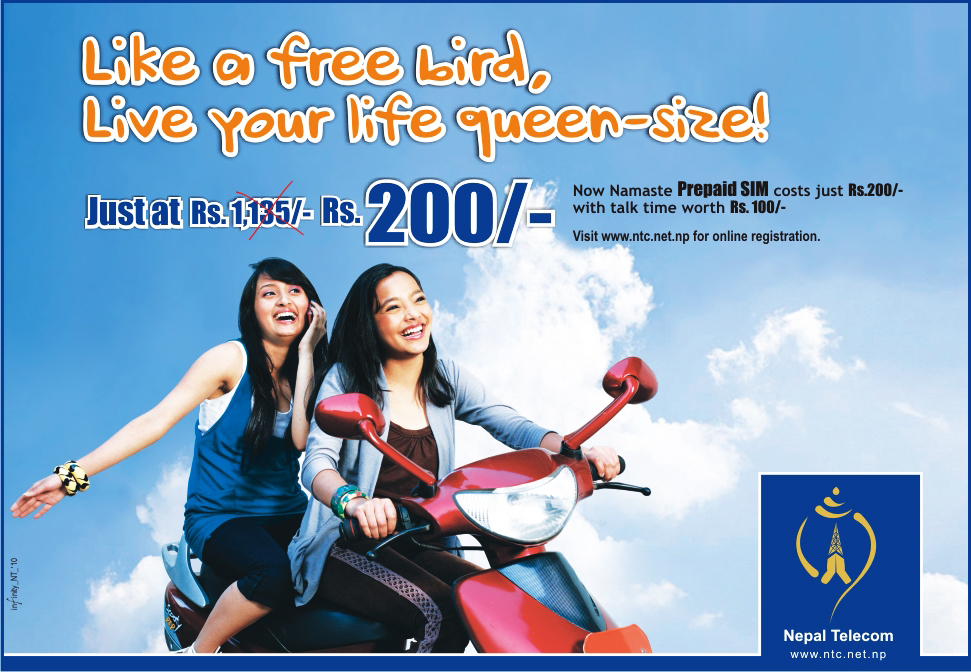 Like a free bird,
Live your life queen-size!
Just at Rs. 1,135/- Rs. 200/-
Now Namaste Prepaid SIM costs just Rs.200/-
with talk time worth Rs. 100/-
Visit www.ntc.net.np for online registration.
infinity_NT_'10
Nepal Telecom
www.ntc.net.np